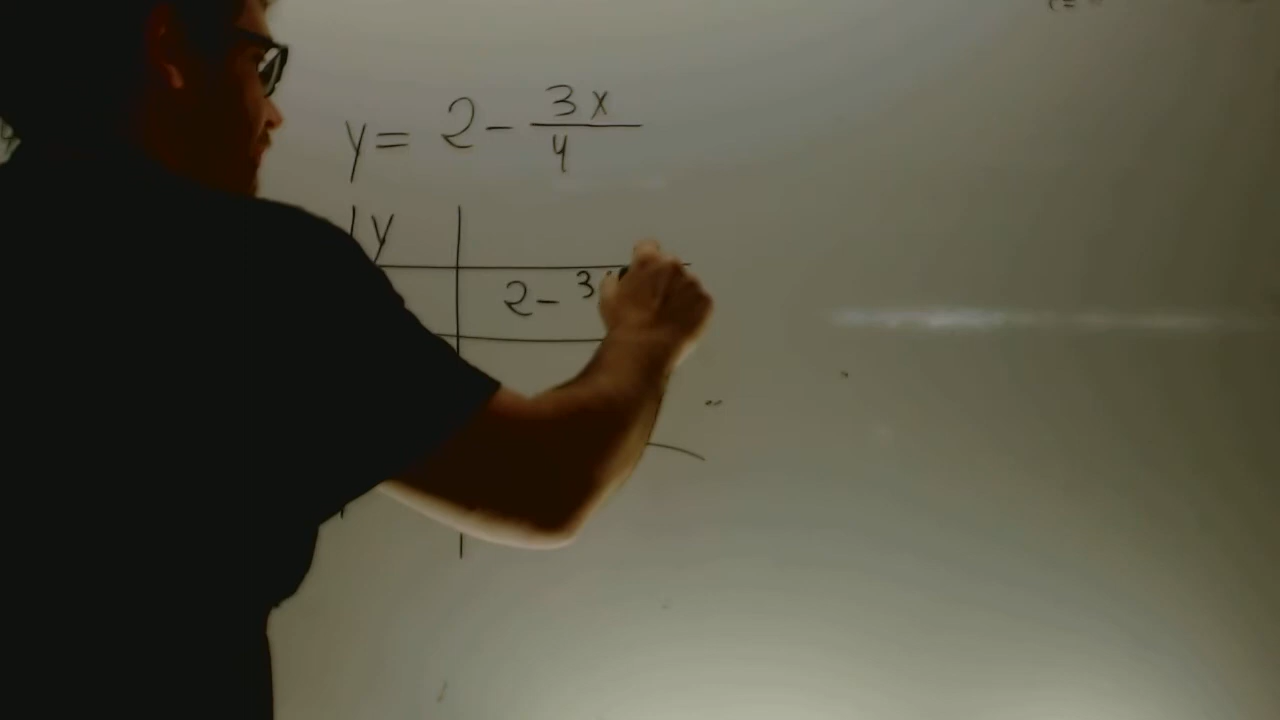 y = 2 - 3x/4
y
2 - 3